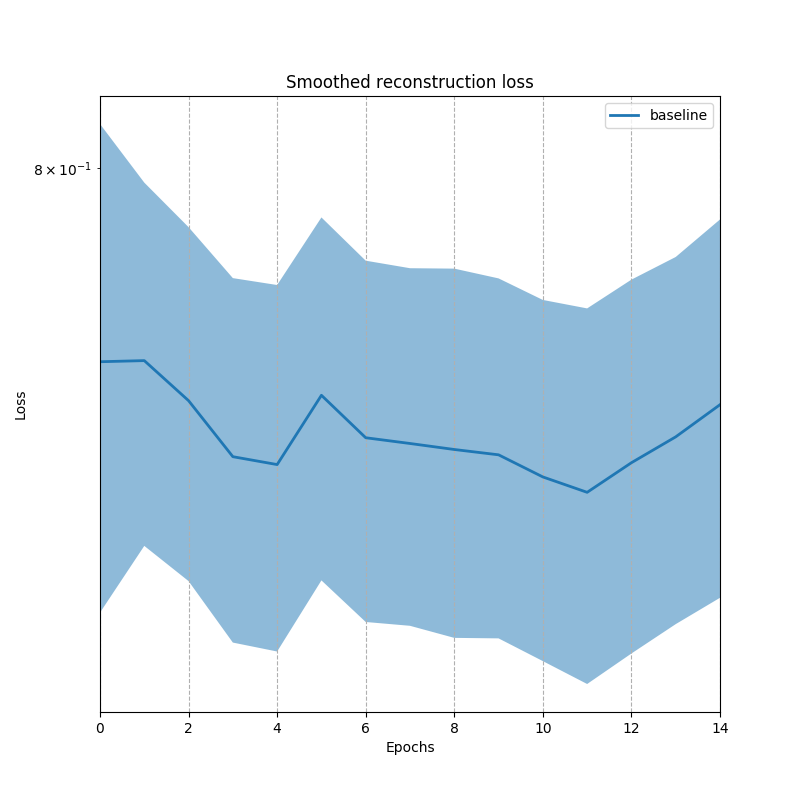 Smoothed reconstruction loss
baseline
8 × 10⁻¹
Loss
0 2 4 6 8 10 12 14
Epochs